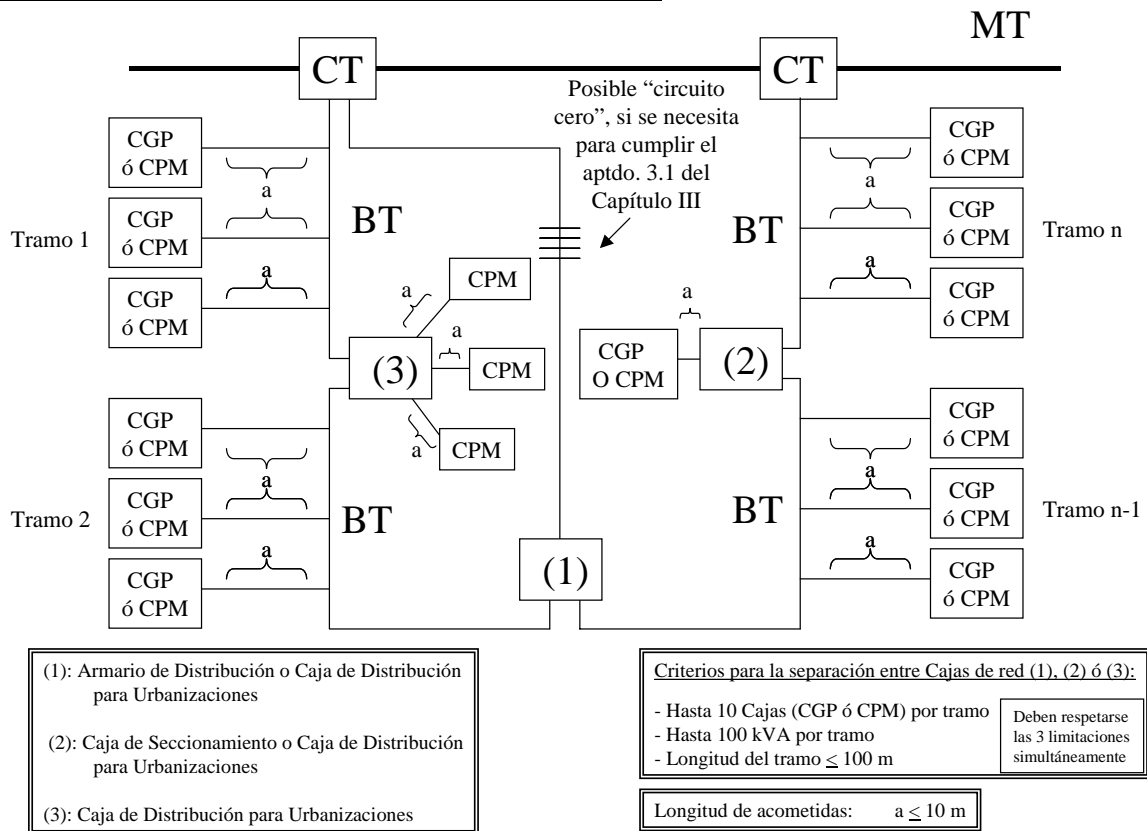 MT
CT
CT
Posible “circuito
cero”, si se necesita
para cumplir el
aptdo. 3.1 del
Capítulo III
CGP
ó CPM
a
CGP
ó CPM
Tramo 1
BT
CGP
ó CPM
a
CGP
ó CPM
a
CGP
ó CPM
BT
Tramo n
CGP
ó CPM
a
a
CPM
a
CPM
a
CPM
(3)
a
CGP
O CPM
(2)
CGP
ó CPM
a
CGP
ó CPM
Tramo 2
BT
CGP
ó CPM
a
CGP
ó CPM
a
CGP
ó CPM
BT
Tramo n-1
CGP
ó CPM
a
(1)
(1): Armario de Distribución o Caja de Distribución
para Urbanizaciones
(2): Caja de Seccionamiento o Caja de Distribución
para Urbanizaciones
(3): Caja de Distribución para Urbanizaciones
Criterios para la separación entre Cajas de red (1), (2) ó (3):
- Hasta 10 Cajas (CGP ó CPM) por tramo
- Hasta 100 kVA por tramo
- Longitud del tramo ≤ 100 m
Deben respetarse
las 3 limitaciones
simultáneamente
Longitud de acometidas: a ≤ 10 m